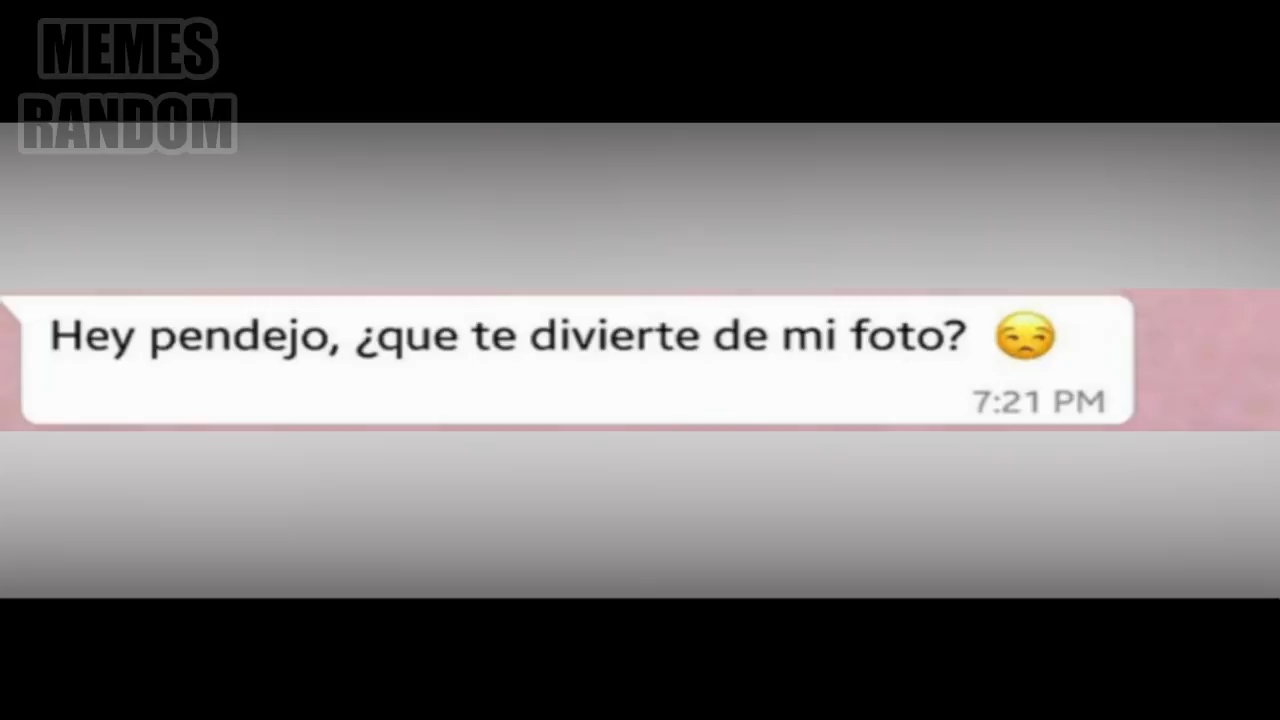 MEMES
RANDOM
Hey pendejo, ¿que te divierte de mi foto? 😒
7:21 PM